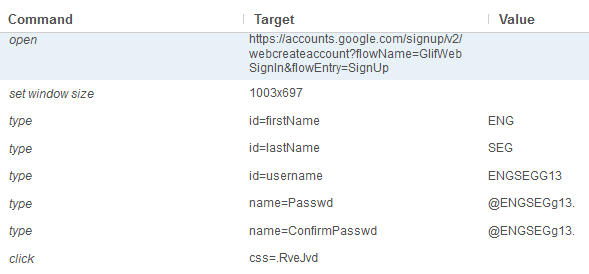 Command Target Value
open https://accounts.google.com/signup/v2/
webcreateaccount?flowName=GlifWeb
SignIn&flowEntry=SignUp
set window size 1003x697
type id=firstName ENG
type id=lastName SEG
type id=username ENGSEGG13
type name=Passwd @ENGSEGg13.
type name=ConfirmPasswd @ENGSEGg13.
click css=.RveJvd